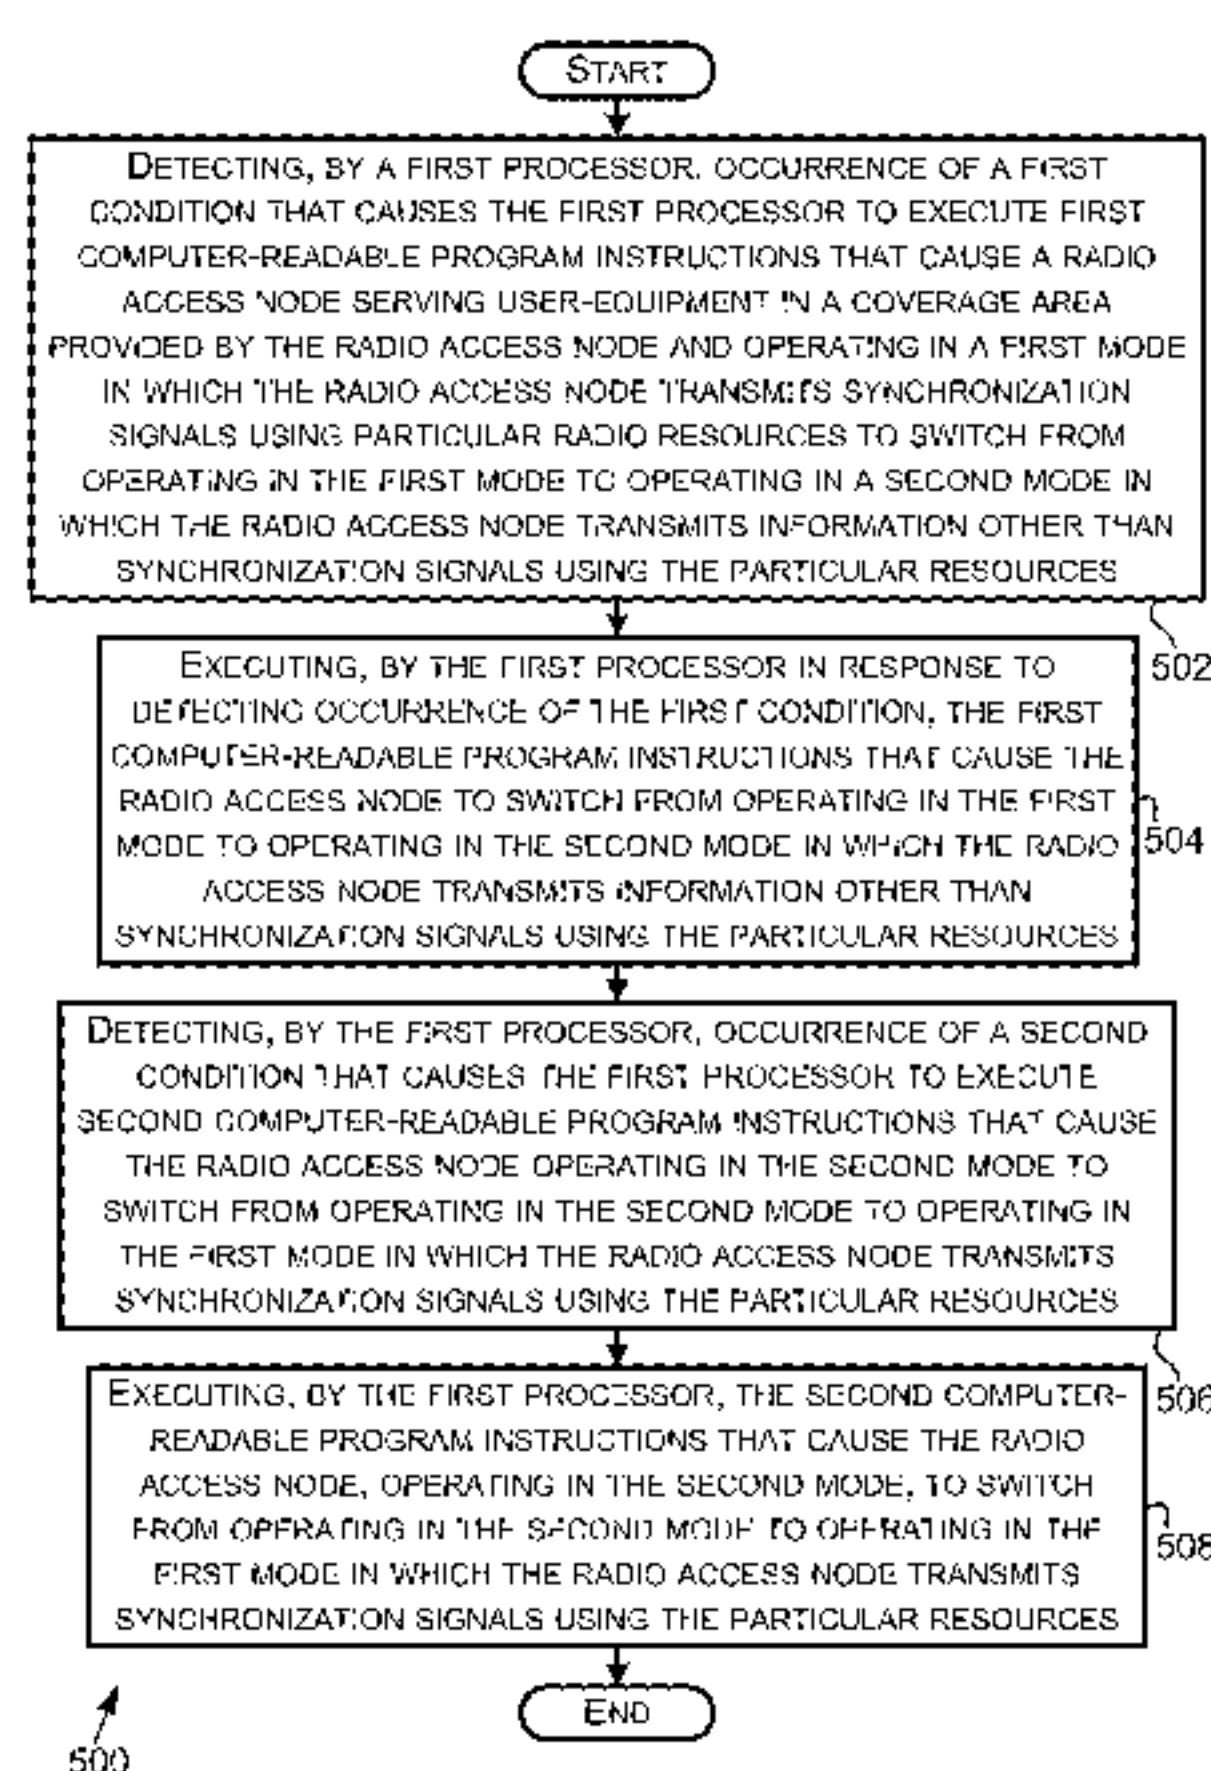 START
DETECTING, BY A FIRST PROCESSOR, OCCURRENCE OF A FIRST
CONDITION THAT CAUSES THE FIRST PROCESSOR TO EXECUTE FIRST
COMPUTER-READABLE PROGRAM INSTRUCTIONS THAT CAUSE A RADIO
ACCESS NODE SERVING USER-EQUIPMENT IN A COVERAGE AREA
PROVIDED BY THE RADIO ACCESS NODE AND OPERATING IN A FIRST MODE
IN WHICH THE RADIO ACCESS NODE TRANSMITS SYNCHRONIZATION
SIGNALS USING PARTICULAR RADIO RESOURCES TO SWITCH FROM
OPERATING IN THE FIRST MODE TO OPERATING IN A SECOND MODE IN
WHICH THE RADIO ACCESS NODE TRANSMITS INFORMATION OTHER THAN
SYNCHRONIZATION SIGNALS USING THE PARTICULAR RESOURCES
502
EXECUTING, BY THE FIRST PROCESSOR IN RESPONSE TO
DETECTING OCCURRENCE OF THE FIRST CONDITION, THE FIRST
COMPUTER-READABLE PROGRAM INSTRUCTIONS THAT CAUSE THE
RADIO ACCESS NODE TO SWITCH FROM OPERATING IN THE FIRST
MODE TO OPERATING IN THE SECOND MODE IN WHICH THE RADIO
ACCESS NODE TRANSMITS INFORMATION OTHER THAN
SYNCHRONIZATION SIGNALS USING THE PARTICULAR RESOURCES
504
DETECTING, BY THE FIRST PROCESSOR, OCCURRENCE OF A SECOND
CONDITION THAT CAUSES THE FIRST PROCESSOR TO EXECUTE
SECOND COMPUTER-READABLE PROGRAM INSTRUCTIONS THAT CAUSE
THE RADIO ACCESS NODE OPERATING IN THE SECOND MODE TO
SWITCH FROM OPERATING IN THE SECOND MODE TO OPERATING IN
THE FIRST MODE IN WHICH THE RADIO ACCESS NODE TRANSMITS
SYNCHRONIZATION SIGNALS USING THE PARTICULAR RESOURCES
506
EXECUTING, BY THE FIRST PROCESSOR, THE SECOND COMPUTER-
READABLE PROGRAM INSTRUCTIONS THAT CAUSE THE RADIO
ACCESS NODE, OPERATING IN THE SECOND MODE, TO SWITCH
FROM OPERATING IN THE SECOND MODE TO OPERATING IN THE
FIRST MODE IN WHICH THE RADIO ACCESS NODE TRANSMITS
SYNCHRONIZATION SIGNALS USING THE PARTICULAR RESOURCES
508
END
500